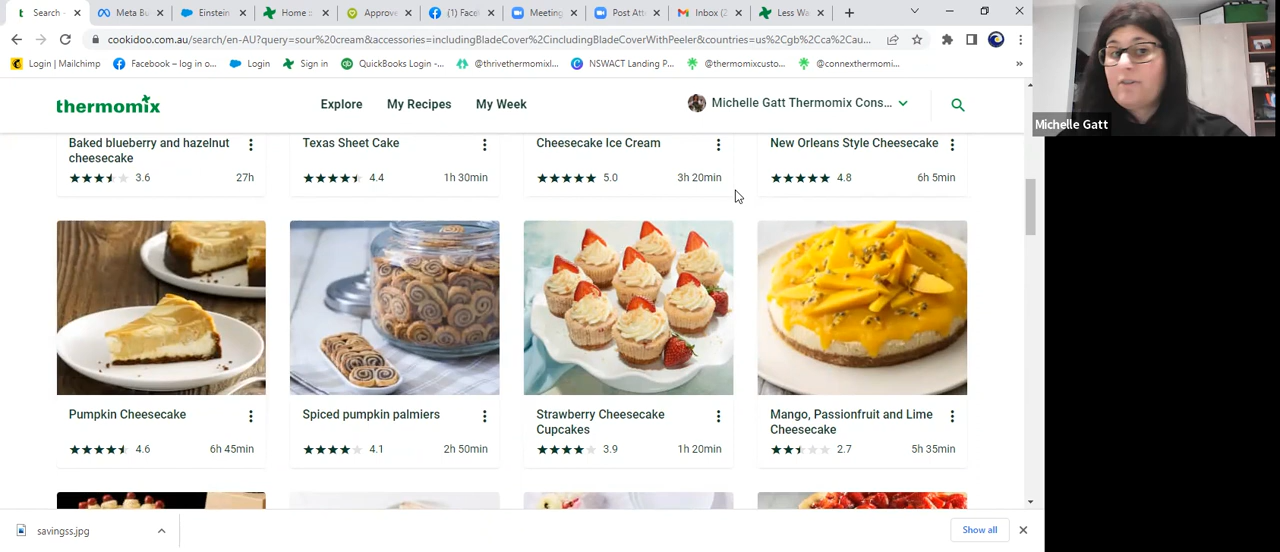 Search -
Meta Bu
Einstein
Home ::
Approve
(1) Face
Meeting
Post Att
Inbox (2
Less Wa
cookidoo.com.au/search/en-AU?query=sour%20cream&accessories=includingBladeCover%2CincludingBladeCoverWithPeeler&countries=us%2Cgb%2Cca%2Cau...
Login | Mailchimp
Facebook – log in o...
Login
Sign in
QuickBooks Login -...
@thrivethermomixl...
NSWACT Landing P...
@thermomixcusto...
@connexthermomi...
»
thermomix
Explore
My Recipes
My Week
Michelle Gatt Thermomix Cons...
Michelle Gatt
Baked blueberry and hazelnut
cheesecake
3.6
27h
Texas Sheet Cake
4.4
1h 30min
Cheesecake Ice Cream
5.0
3h 20min
New Orleans Style Cheesecake
4.8
6h 5min
Pumpkin Cheesecake
4.6
6h 45min
Spiced pumpkin palmiers
4.1
2h 50min
Strawberry Cheesecake
Cupcakes
3.9
1h 20min
Mango, Passionfruit and Lime
Cheesecake
2.7
5h 35min
savingss.jpg
Show all